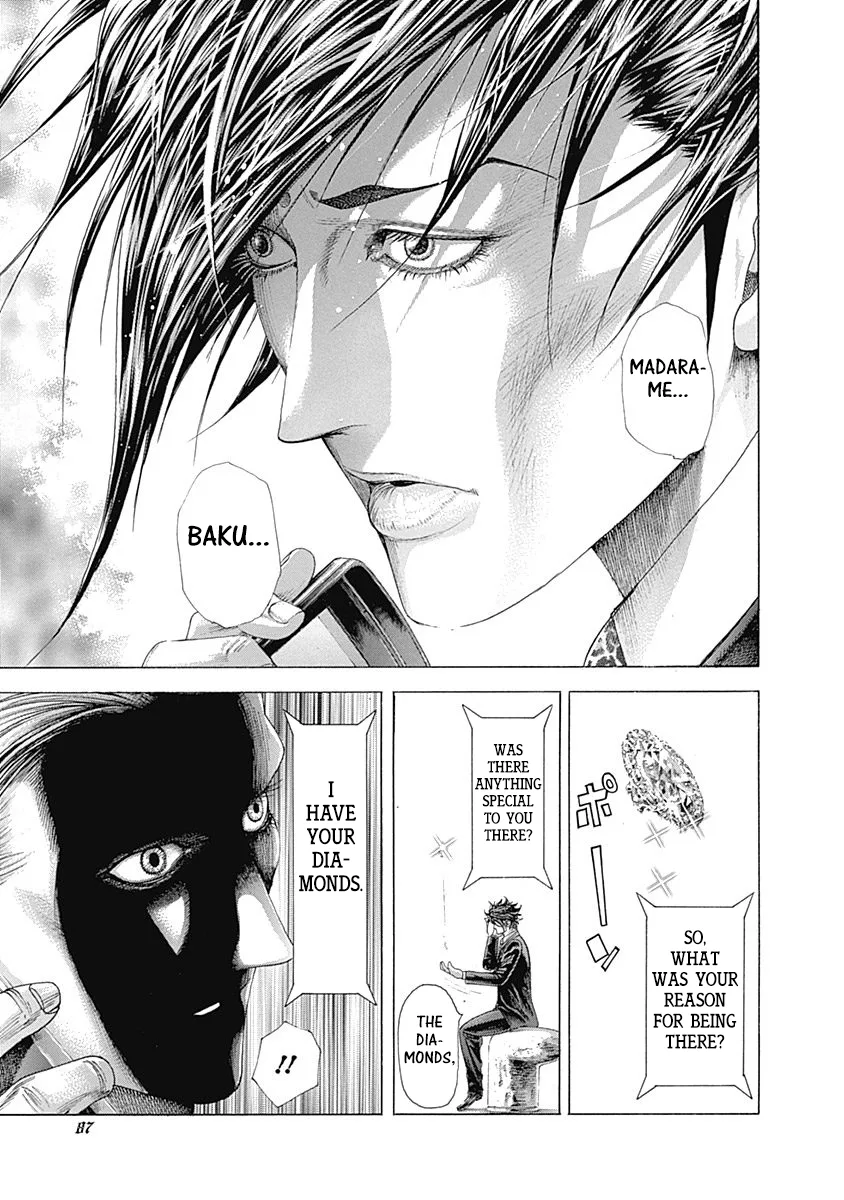 MADARA-
ME...
BAKU...
SO,
WHAT
WAS YOUR
REASON
FOR BEING
THERE?
ポーン
WAS
THERE
ANYTHING
SPECIAL
TO YOU
THERE?
THE
DIA-
MONDS,
I
HAVE
YOUR
DIA-
MONDS.
!!
87